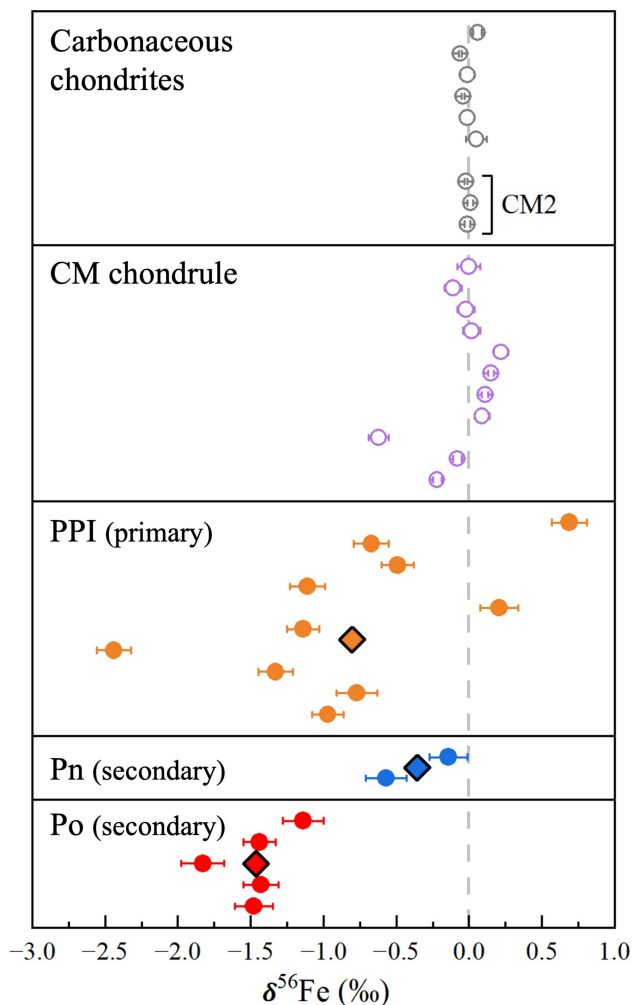 Carbonaceous
chondrites
CM2
CM chondrule
PPI (primary)
Pn (secondary)
Po (secondary)
−3.0 −2.5 −2.0 −1.5 −1.0 −0.5 0.0 0.5 1.0
δ⁵⁶Fe (‰)